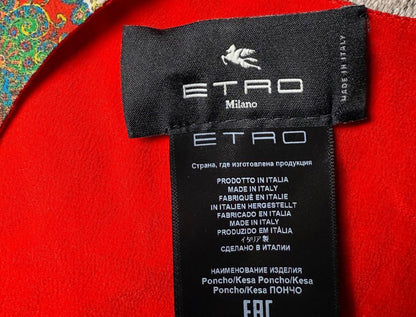 ETRO
Milano
MADE IN ITALY
ETRO
Страна, где изготовлена продукция
PRODOTTO IN ITALIA
MADE IN ITALY
FABRIQUÉ EN ITALIE
IN ITALIEN HERGESTELLT
FABRICADO EN ITALIA
MADE IN ITALY
PRODUZIDO EM ITÁLIA
イタリア製
СДЕЛАНО В ИТАЛИИ
НАИМЕНОВАНИЕ ИЗДЕЛИЯ
Poncho/Kesa Poncho/Kesa
Poncho/Kesa ПОНЧО
EAC